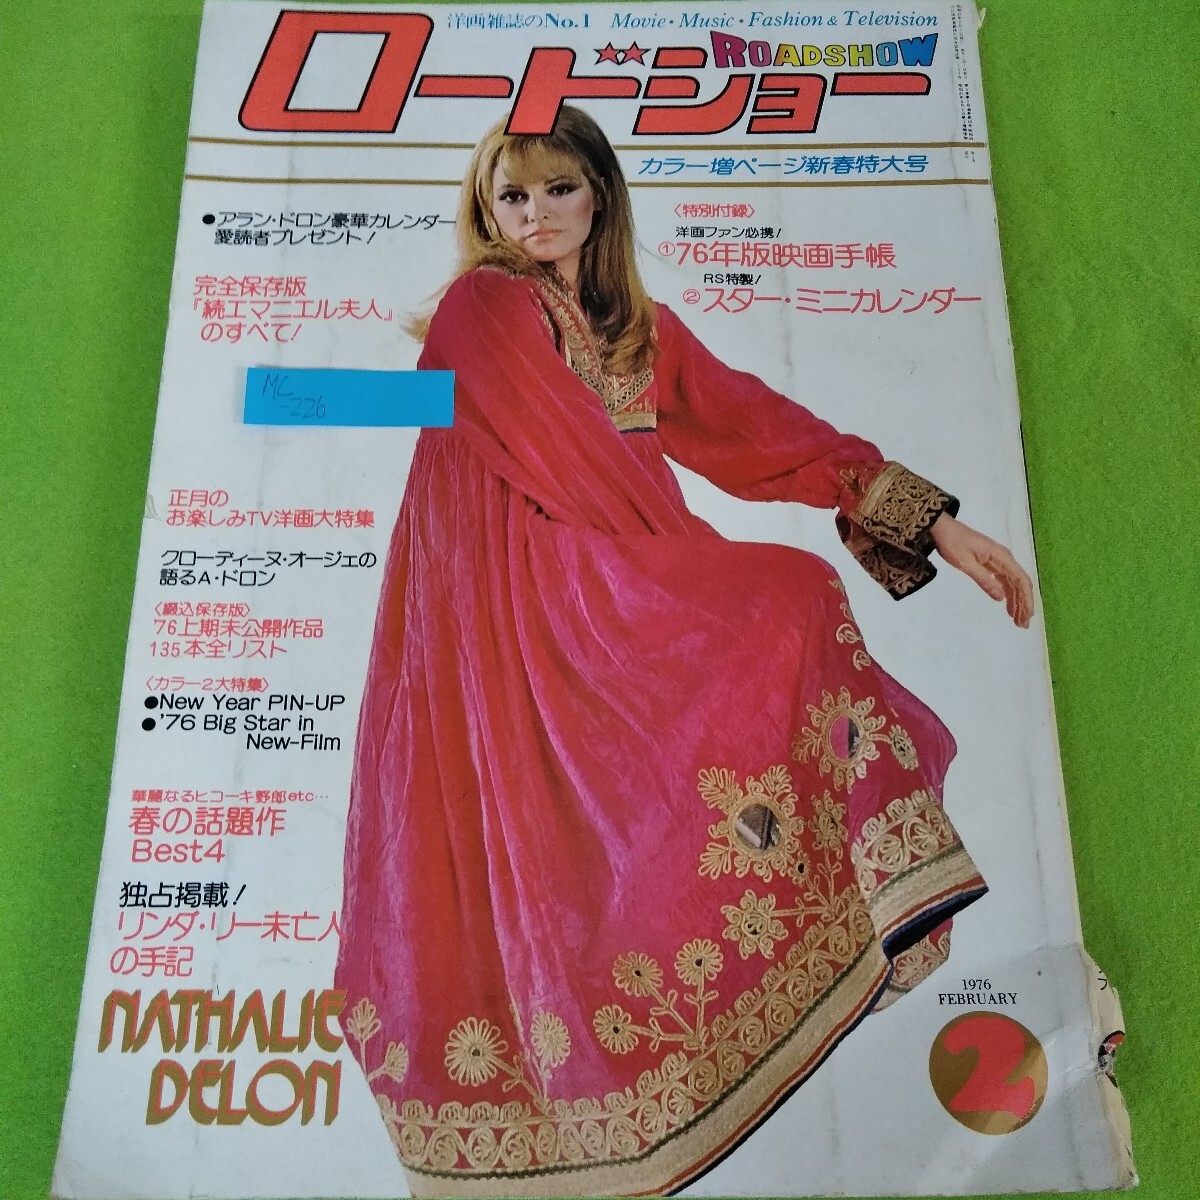 洋画雑誌のNo.1 Movie・Music・Fashion & Television
ロードショー
ROADSHOW
カラー増ページ新春特大号
●アラン・ドロン豪華カレンダー
愛読者プレゼント!
〈特別付録〉
洋画ファン必携!
①76年版映画手帳
RS特製!
②スター・ミニカレンダー
完全保存版
『続エマニエル夫人』
のすべて!
MC
-226
正月の
お楽しみTV洋画大特集
クローディーヌ・オージェの
語るA・ドロン
〈綴込保存版〉
'76上期未公開作品
135本全リスト
〈カラー2大特集〉
●New Year PIN-UP
●'76 Big Star in
New-Film
華麗なるヒコーキ野郎etc…
春の話題作
Best4
独占掲載!
リンダ・リー未亡人
の手記
NATHALIE
DELON
1976
FEBRUARY
2